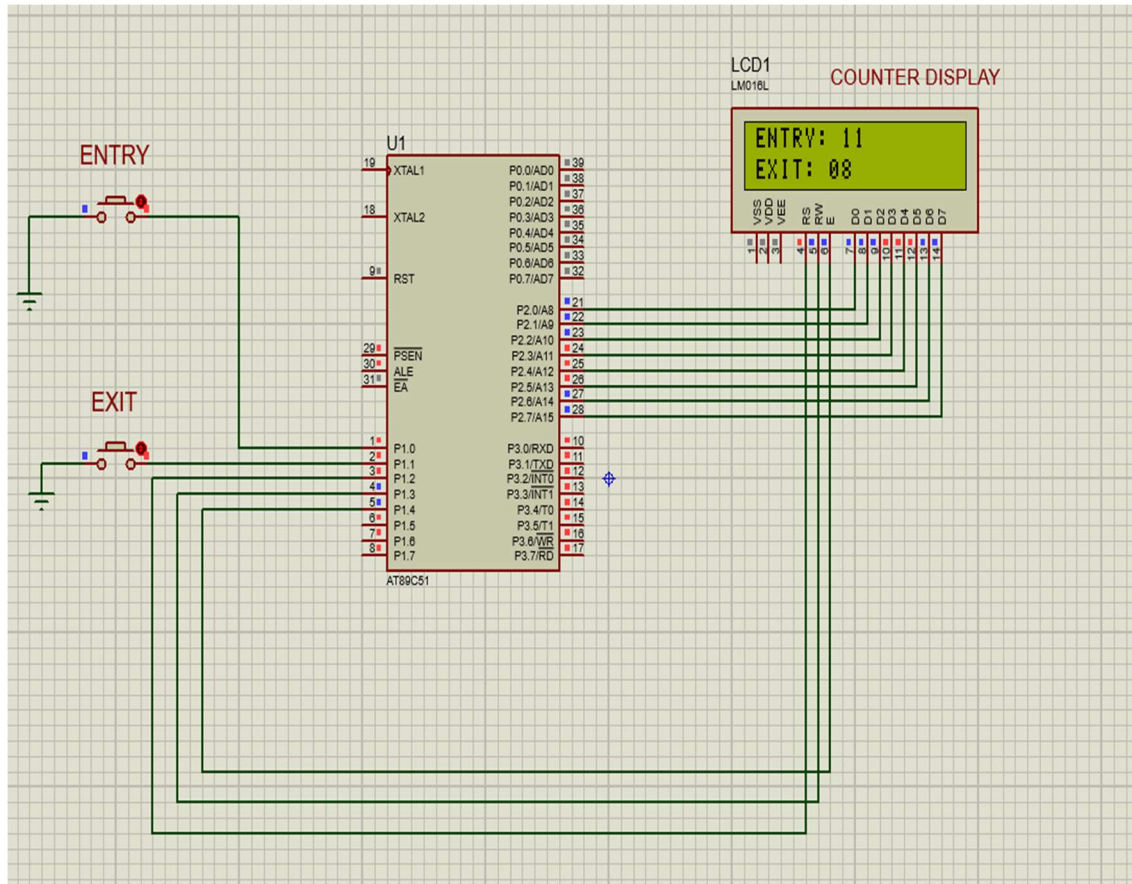 LCD1
LM016L
COUNTER DISPLAY
ENTRY: 11
EXIT: 08
VSS
VDD
VEE
RS
RW
E
D0
D1
D2
D3
D4
D5
D6
D7
1
2
3
4
5
6
7
8
9
10
11
12
13
14
ENTRY
EXIT
U1
19 XTAL1
18 XTAL2
9 RST
29 PSEN
30 ALE
31 EA
1 P1.0
2 P1.1
3 P1.2
4 P1.3
5 P1.4
6 P1.5
7 P1.6
8 P1.7
P0.0/AD0 39
P0.1/AD1 38
P0.2/AD2 37
P0.3/AD3 36
P0.4/AD4 35
P0.5/AD5 34
P0.6/AD6 33
P0.7/AD7 32
P2.0/A8 21
P2.1/A9 22
P2.2/A10 23
P2.3/A11 24
P2.4/A12 25
P2.5/A13 26
P2.6/A14 27
P2.7/A15 28
P3.0/RXD 10
P3.1/TXD 11
P3.2/INT0 12
P3.3/INT1 13
P3.4/T0 14
P3.5/T1 15
P3.6/WR 16
P3.7/RD 17
AT89C51